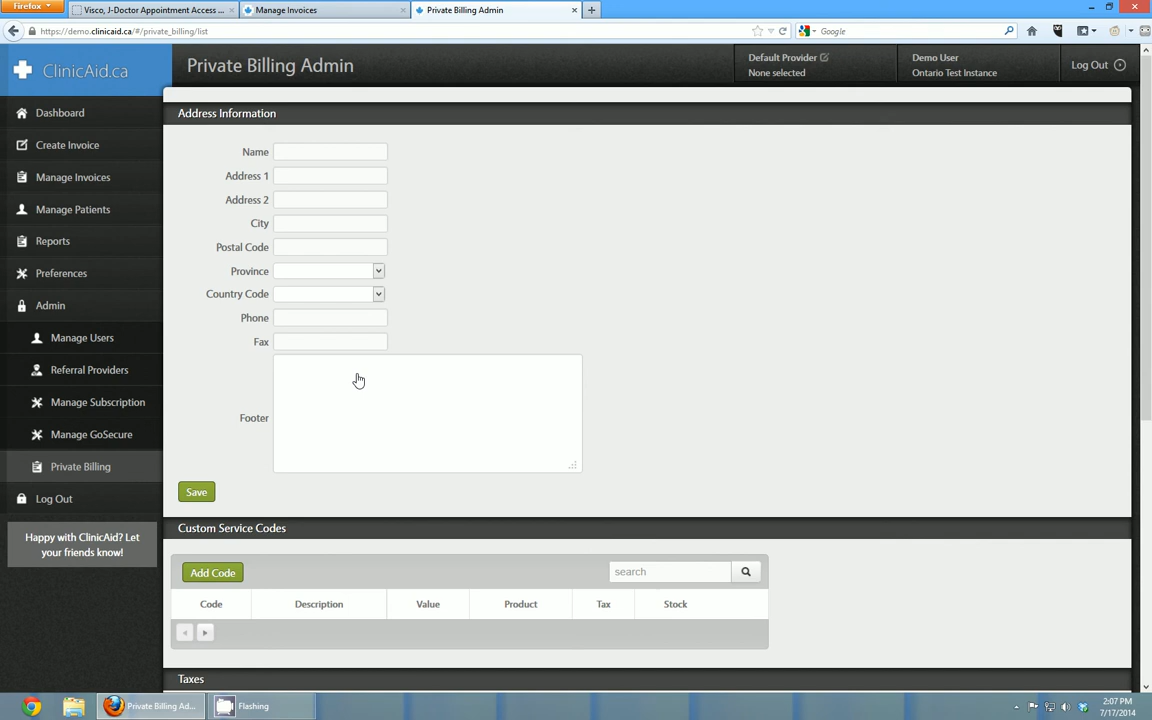 Firefox
Visco, J-Doctor Appointment Access ...
Manage Invoices
Private Billing Admin
https://demo.clinicaid.ca/#/private_billing/list
Google
ClinicAid.ca
Private Billing Admin
Default Provider
None selected
Demo User
Ontario Test Instance
Log Out
Dashboard
Create Invoice
Manage Invoices
Manage Patients
Reports
Preferences
Admin
Manage Users
Referral Providers
Manage Subscription
Manage GoSecure
Private Billing
Log Out
Happy with ClinicAid? Let
your friends know!
Address Information
Name
Address 1
Address 2
City
Postal Code
Province
Country Code
Phone
Fax
Footer
Save
Custom Service Codes
Add Code
search
Code Description Value Product Tax Stock
Taxes
Private Billing Ad...
Flashing
2:07 PM
7/17/2014